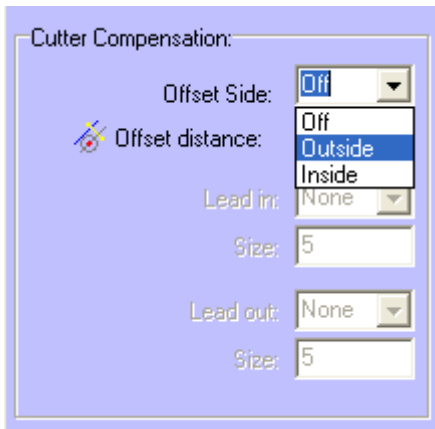 Cutter Compensation:
Offset Side: Off
Off
Offset distance: Outside
Inside
Lead in: None
Size: 5
Lead out: None
Size: 5